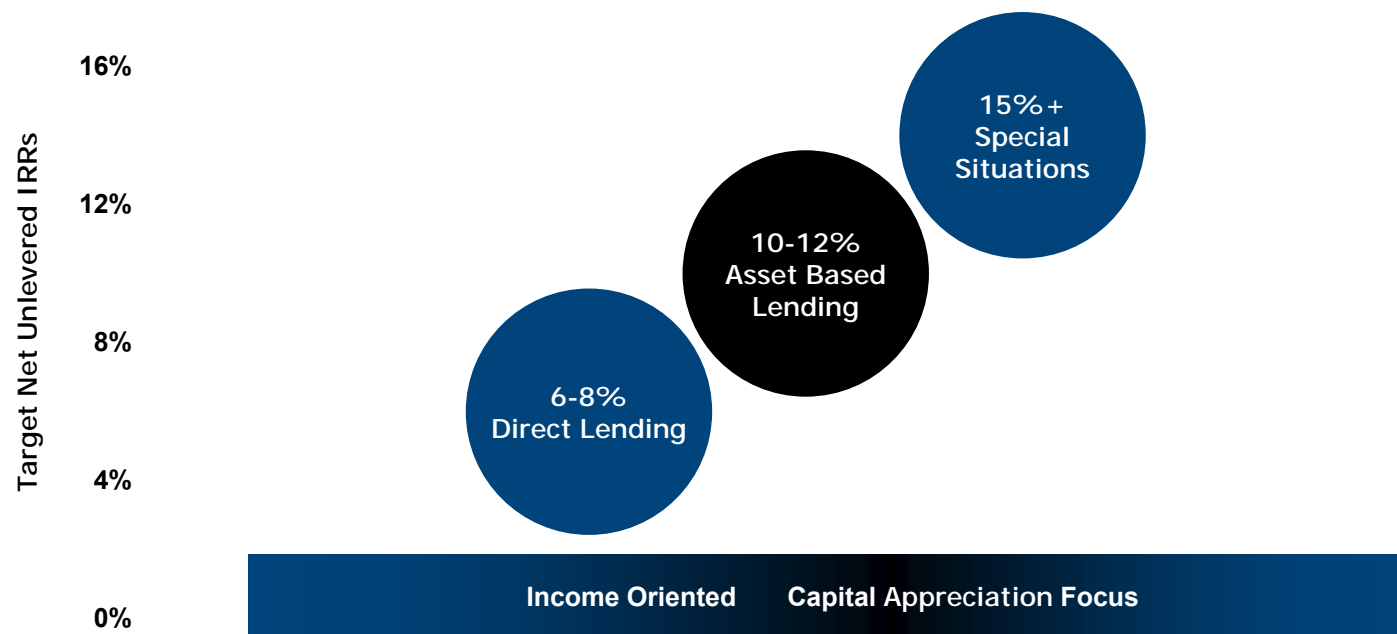 Target Net Unlevered IRRs
16%
12%
8%
4%
0%
15%+
Special
Situations
10-12%
Asset Based
Lending
6-8%
Direct Lending
Income Oriented
Capital Appreciation Focus